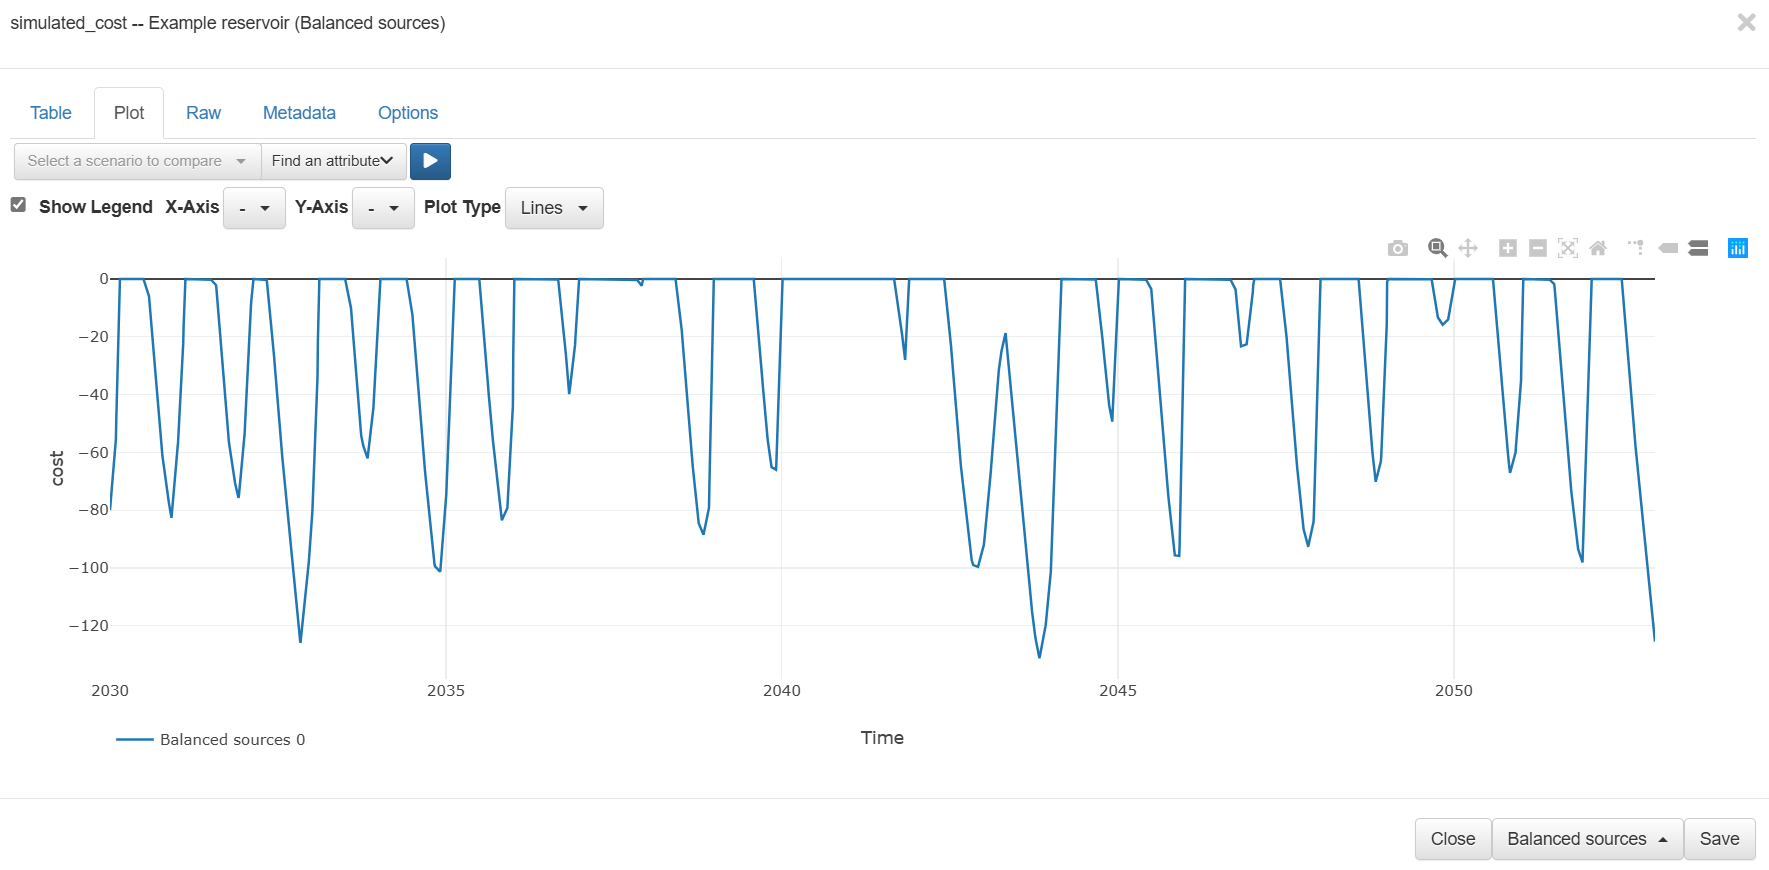 simulated_cost -- Example reservoir (Balanced sources)
×
Table Plot Raw Metadata Options
Select a scenario to compare Find an attribute
Show Legend X-Axis - Y-Axis - Plot Type Lines
0
−20
−40
−60
−80
−100
−120
cost
2030 2035 2040 2045 2050
Time
Balanced sources 0
Close Balanced sources Save